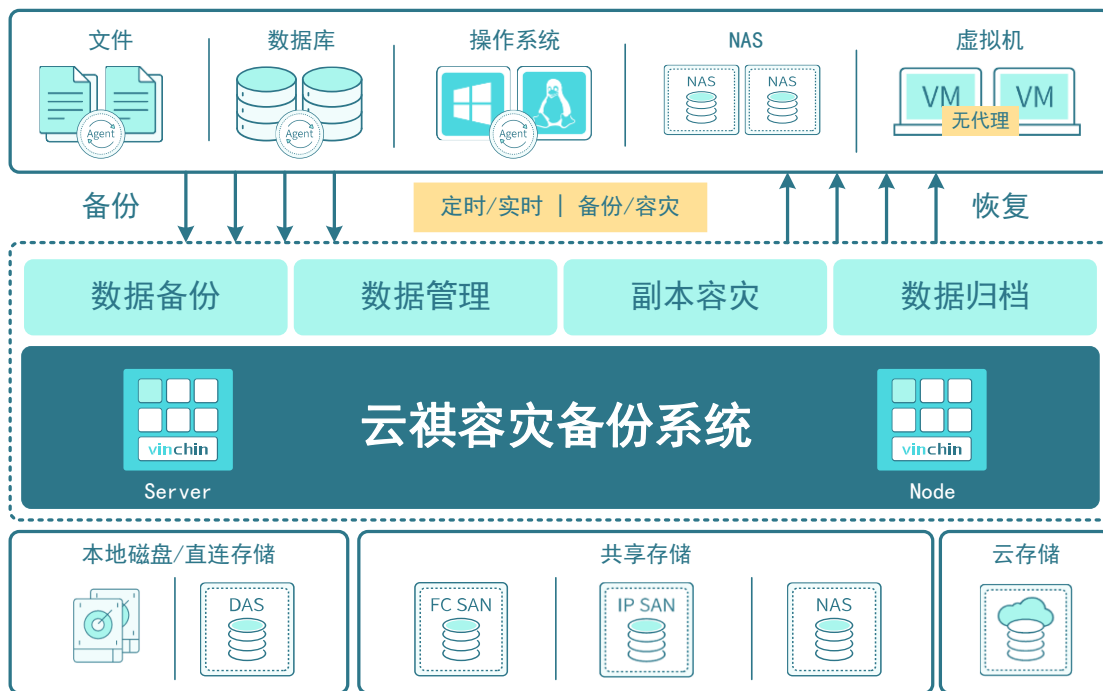 文件
数据库
操作系统
NAS
虚拟机
Agent
Agent
Agent
NAS
NAS
VM
VM
无代理
备份
定时/实时 | 备份/容灾
恢复
数据备份
数据管理
副本容灾
数据归档
云祺容灾备份系统
vinchin
Server
vinchin
Node
本地磁盘/直连存储
共享存储
云存储
DAS
FC SAN
IP SAN
NAS